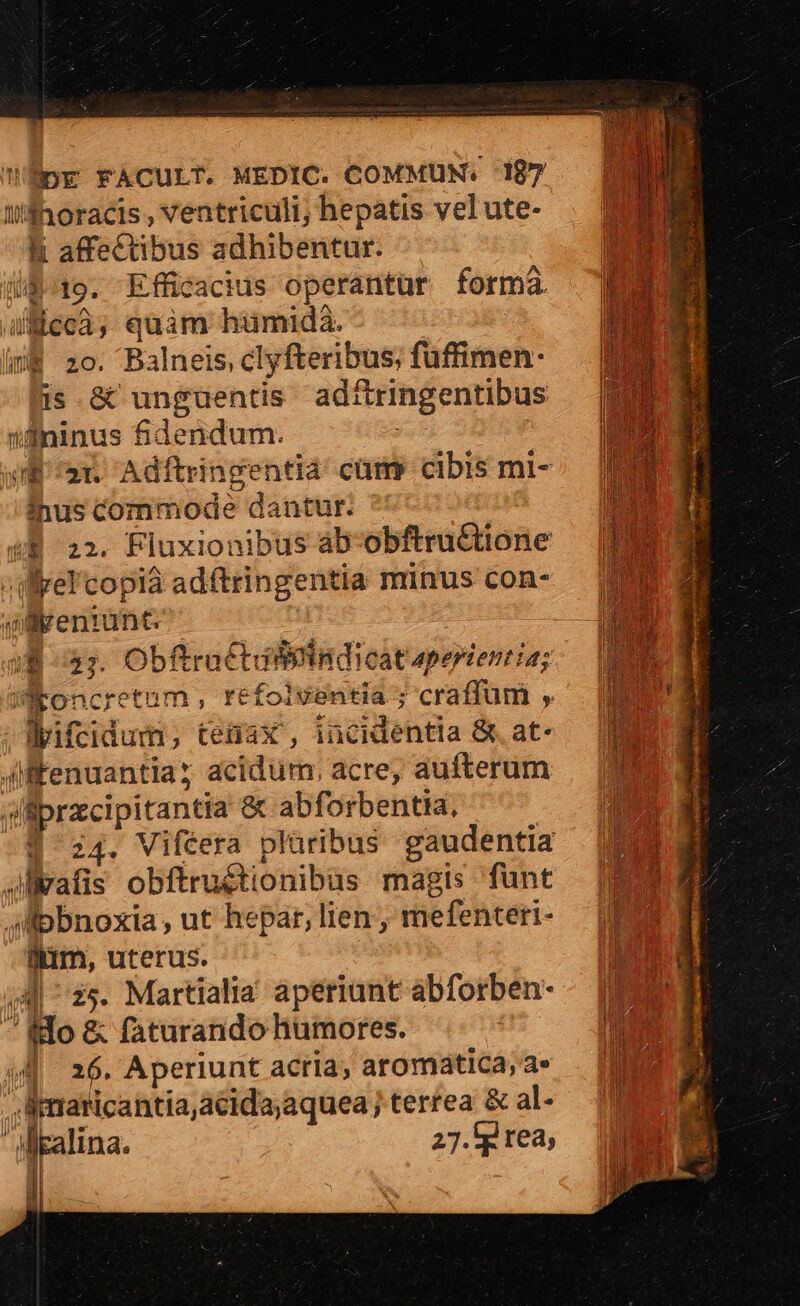 DE FACULT. MEDIC. COMMUN. 187
thoracis, ventriculi, hepatis vel ute-
ri affectibus adhibentur.
19. Efficacius operantur formâ
siccâ, quàm humidâ.
20. Balneis, clyſteribus, ſuffimen-
tis & unguentis adſtringentibus
minus fidendum.
21. Adſtringentia cum cibis mi-
nus commodè dantur.
22. Fluxionibus ab obſtructione
vel copiâ adſtringentia minus con-
veniunt.
23. Obſtructum indicat aperientia;
concretum, reſolventia; craſſum,
viſcidum, tenax, incidentia & at-
tenuantia; acidum, acre, auſterum
præcipitantia & abſorbentia.
24. Viſcera pluribus gaudentia
vaſis obſtructionibus magis ſunt
obnoxia, ut hepar, lien, meſenteri-
um, uterus.
25. Martialia aperiunt abſorben-
do & ſaturando humores.
26. Aperiunt acria, aromatica, a-
maricantia, acida, aquea, terrea & al-
kalina.
27. rea,